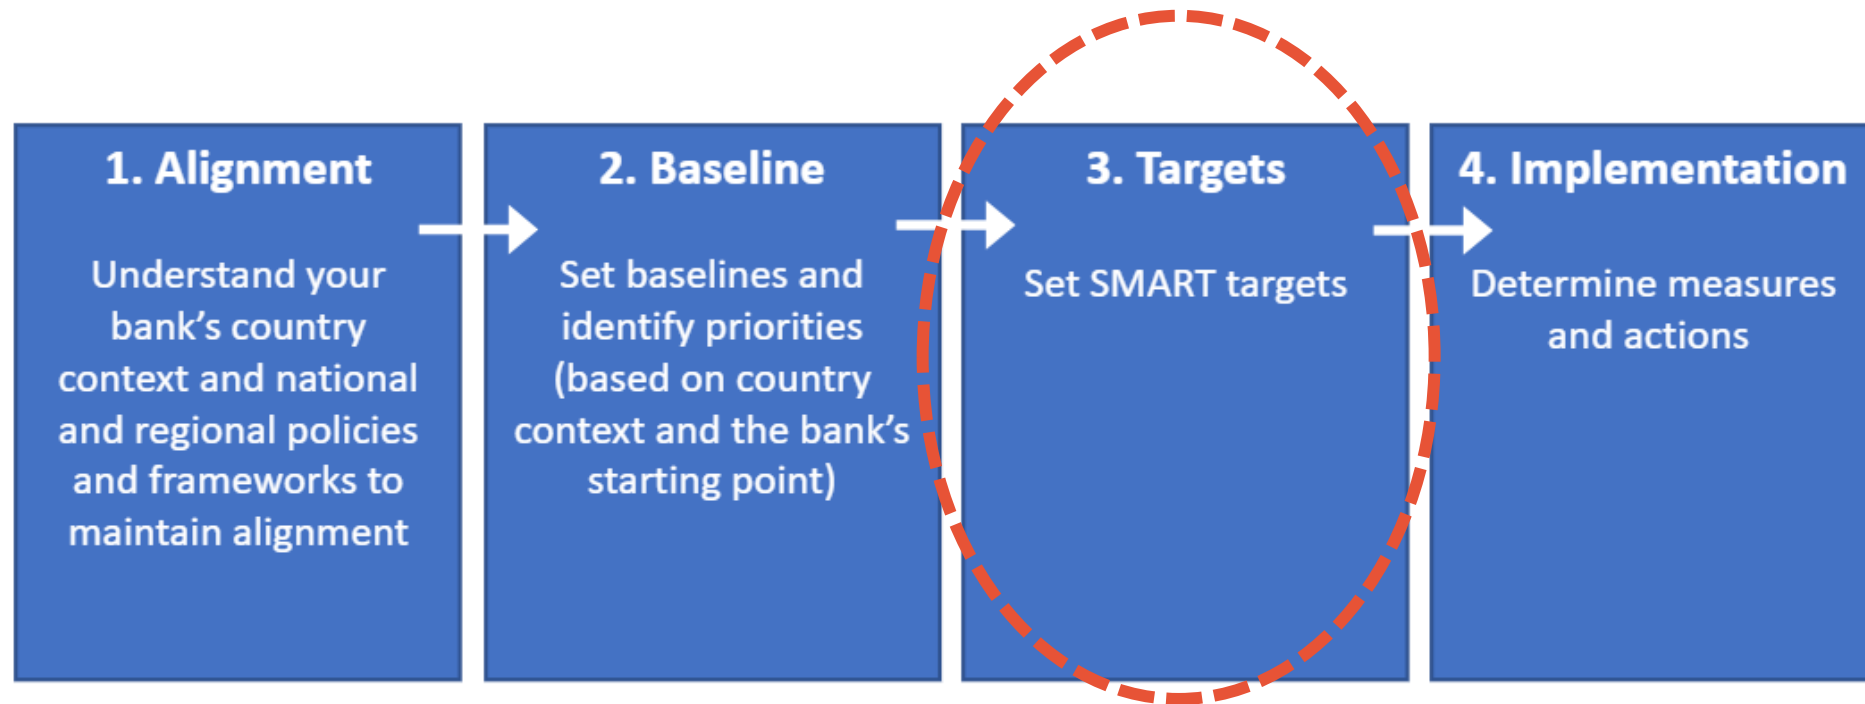 1. Alignment
Understand your
bank’s country
context and national
and regional policies
and frameworks to
maintain alignment
2. Baseline
Set baselines and
identify priorities
(based on country
context and the bank’s
starting point)
3. Targets
Set SMART targets
4. Implementation
Determine measures
and actions